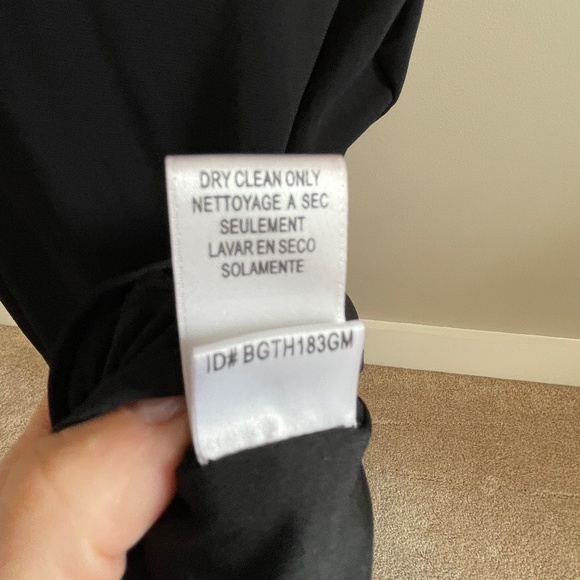 DRY CLEAN ONLY
NETTOYAGE A SEC
SEULEMENT
LAVAR EN SECO
SOLAMENTE
ID# BGTH183GM